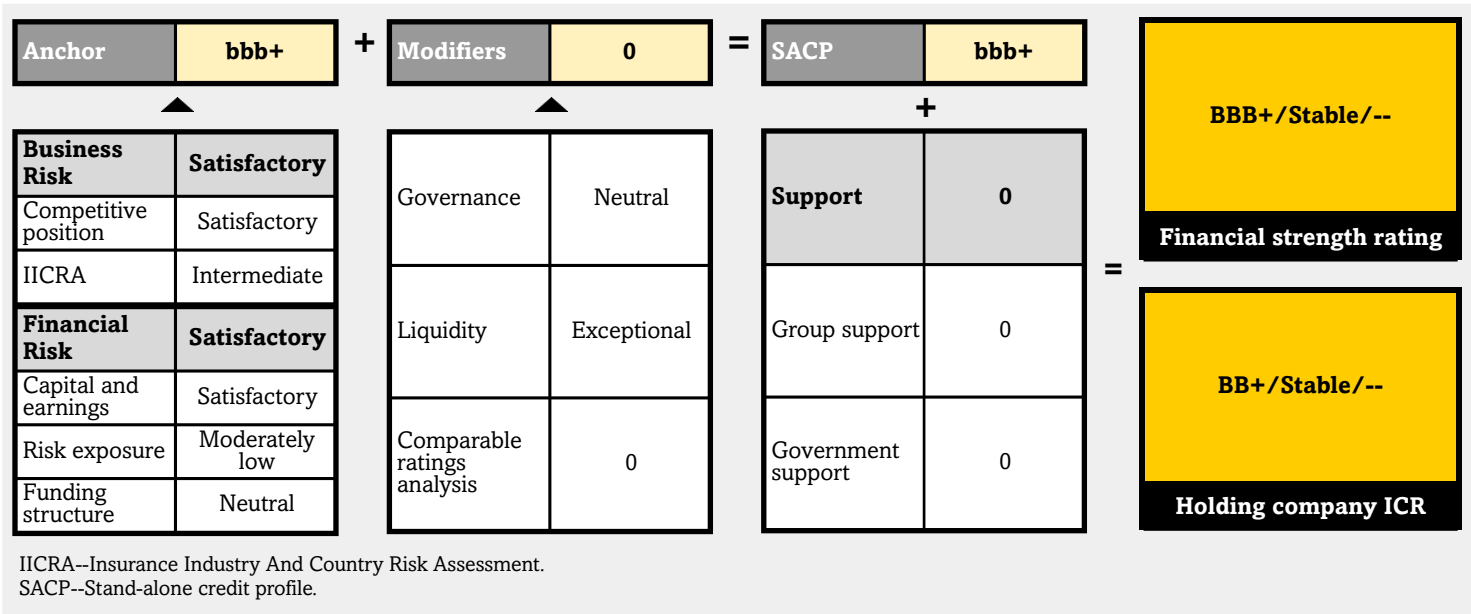 Anchor
bbb+
+
Modifiers
0
=
SACP
bbb+
Business
Risk
Satisfactory
Competitive
position
Satisfactory
IICRA
Intermediate
Financial
Risk
Satisfactory
Capital and
earnings
Satisfactory
Risk exposure
Moderately
low
Funding
structure
Neutral
Governance
Neutral
Liquidity
Exceptional
Comparable
ratings
analysis
0
+
Support
0
Group support
0
Government
support
0
=
BBB+/Stable/--
Financial strength rating
BB+/Stable/--
Holding company ICR
IICRA--Insurance Industry And Country Risk Assessment.
SACP--Stand-alone credit profile.